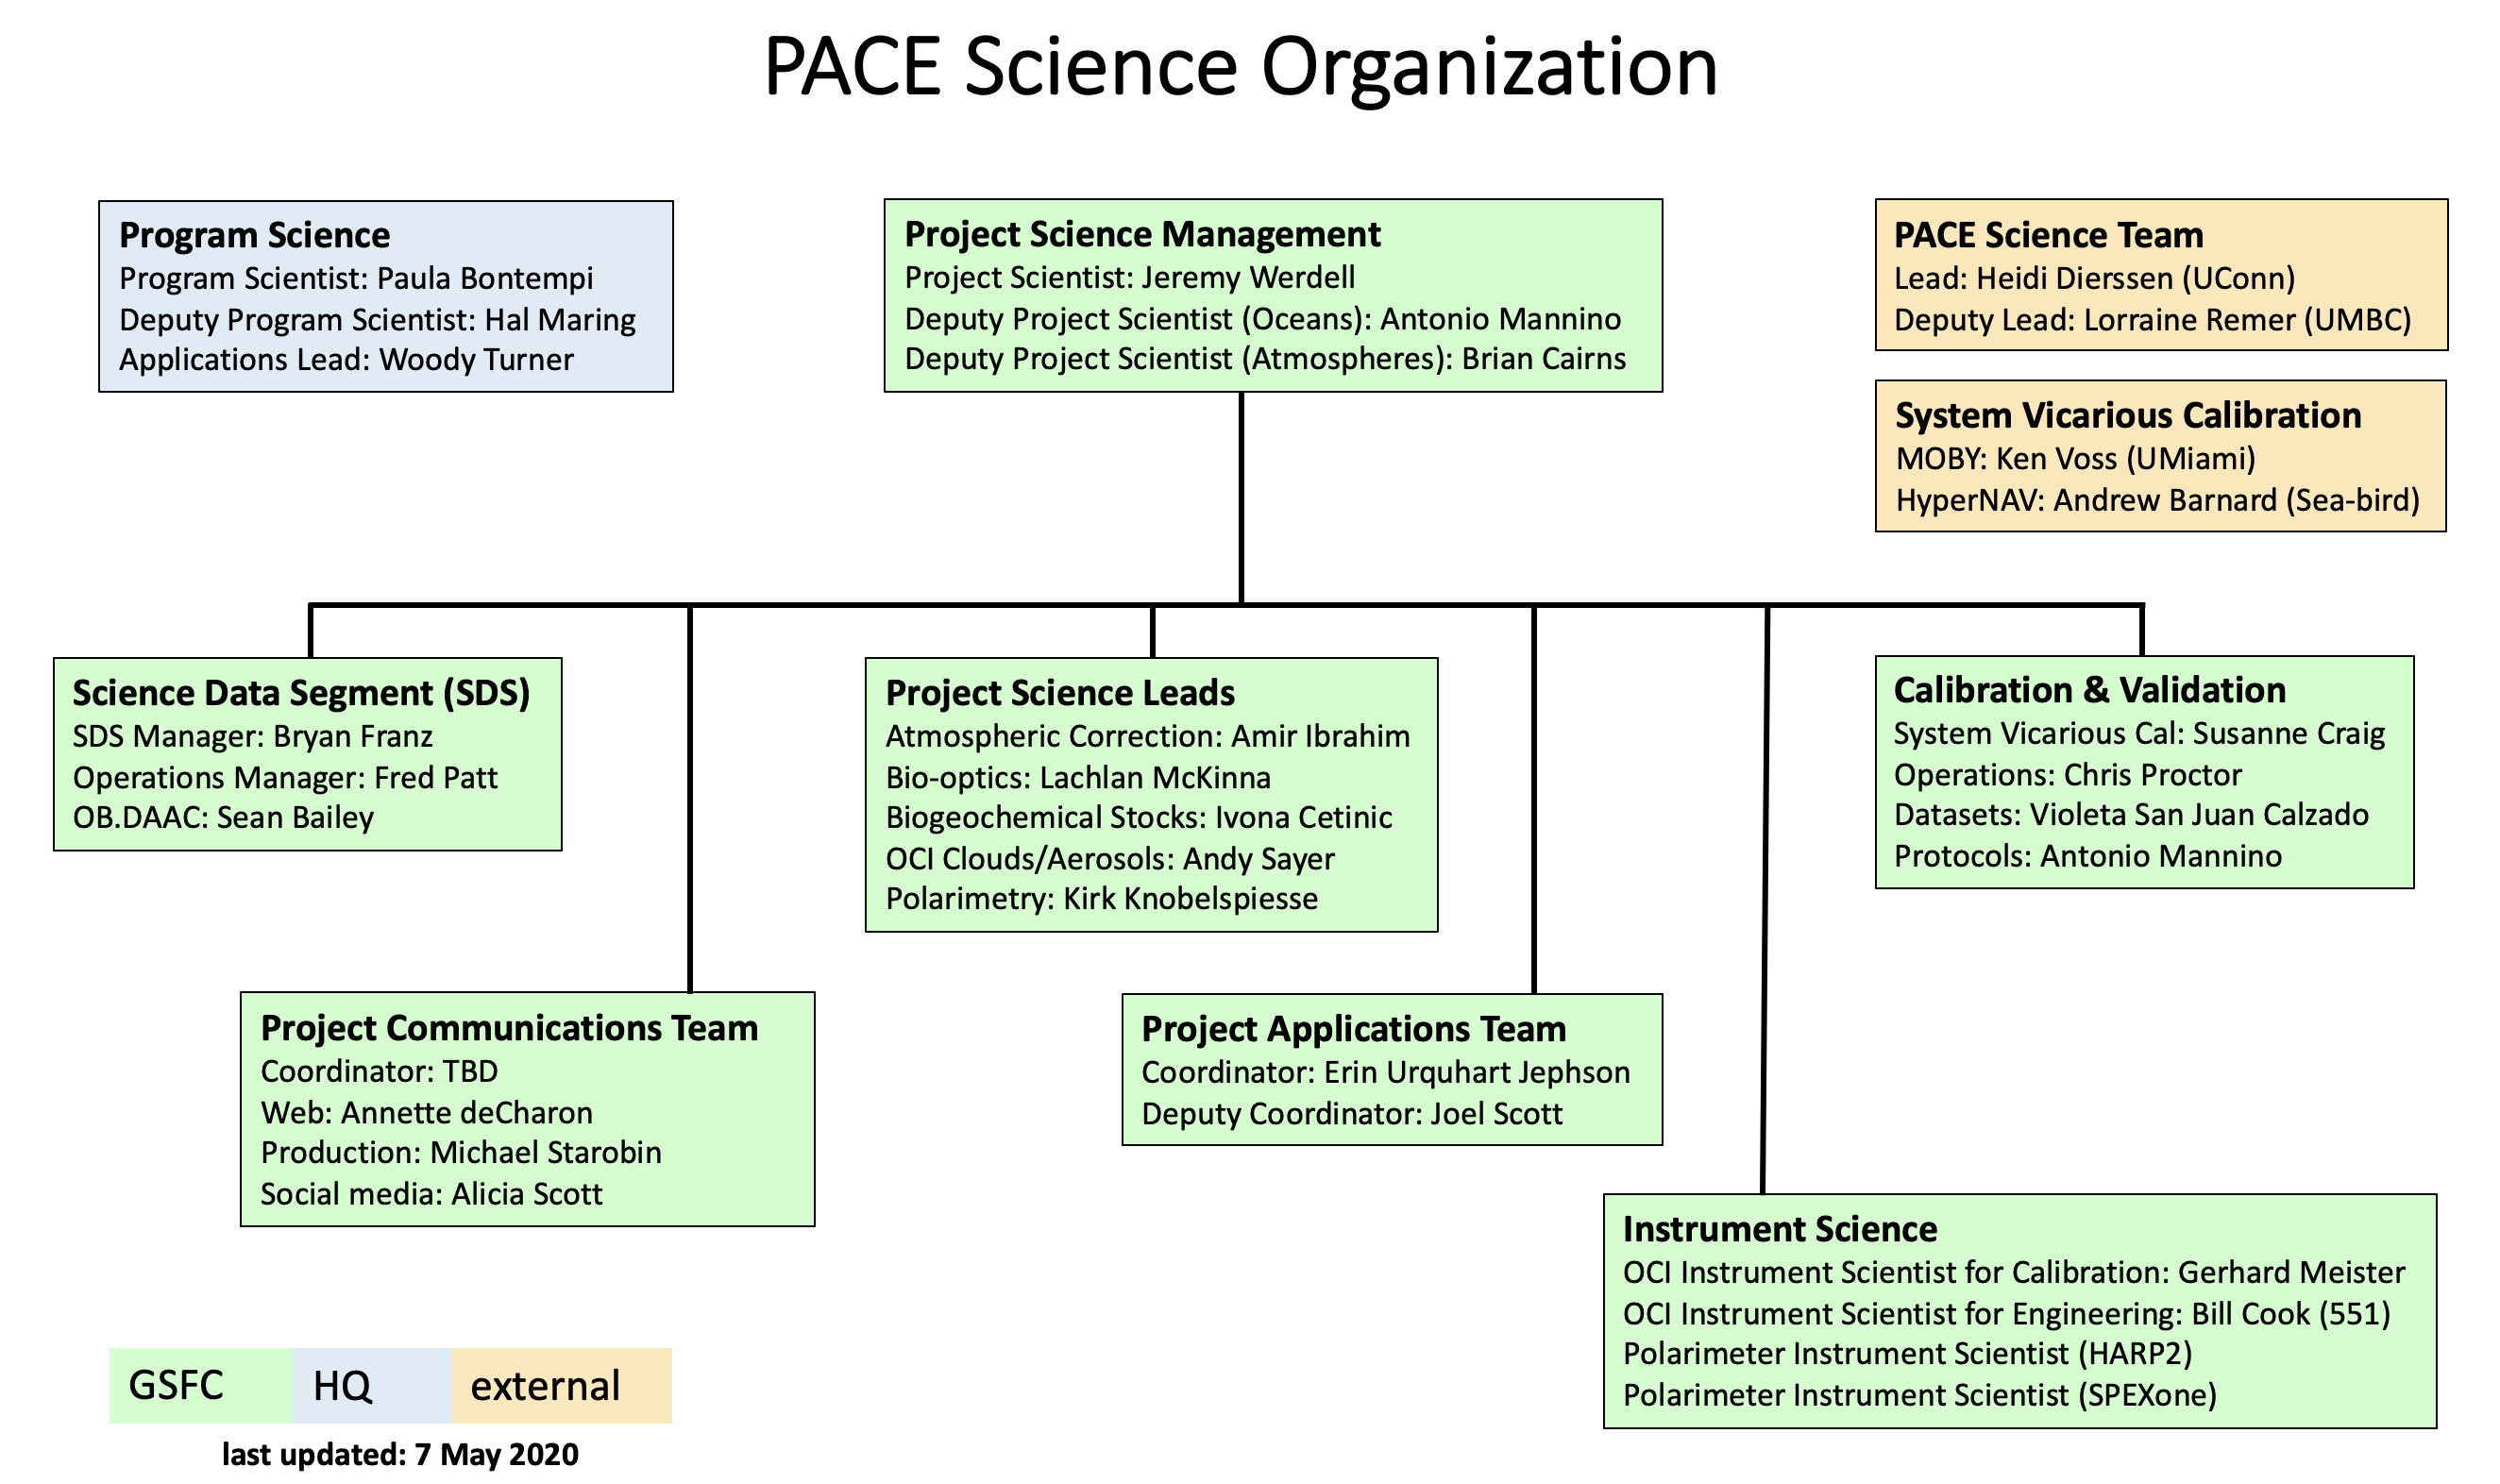 PACE Science Organization
Program Science
Program Scientist: Paula Bontempi
Deputy Program Scientist: Hal Maring
Applications Lead: Woody Turner
Project Science Management
Project Scientist: Jeremy Werdell
Deputy Project Scientist (Oceans): Antonio Mannino
Deputy Project Scientist (Atmospheres): Brian Cairns
PACE Science Team
Lead: Heidi Dierssen (UConn)
Deputy Lead: Lorraine Remer (UMBC)
System Vicarious Calibration
MOBY: Ken Voss (UMiami)
HyperNAV: Andrew Barnard (Sea-bird)
Science Data Segment (SDS)
SDS Manager: Bryan Franz
Operations Manager: Fred Patt
OB.DAAC: Sean Bailey
Project Science Leads
Atmospheric Correction: Amir Ibrahim
Bio-optics: Lachlan McKinna
Biogeochemical Stocks: Ivona Cetinic
OCI Clouds/Aerosols: Andy Sayer
Polarimetry: Kirk Knobelspiesse
Calibration & Validation
System Vicarious Cal: Susanne Craig
Operations: Chris Proctor
Datasets: Violeta San Juan Calzado
Protocols: Antonio Mannino
Project Communications Team
Coordinator: TBD
Web: Annette deCharon
Production: Michael Starobin
Social media: Alicia Scott
Project Applications Team
Coordinator: Erin Urquhart Jephson
Deputy Coordinator: Joel Scott
Instrument Science
OCI Instrument Scientist for Calibration: Gerhard Meister
OCI Instrument Scientist for Engineering: Bill Cook (551)
Polarimeter Instrument Scientist (HARP2)
Polarimeter Instrument Scientist (SPEXone)
GSFC
HQ
external
last updated: 7 May 2020